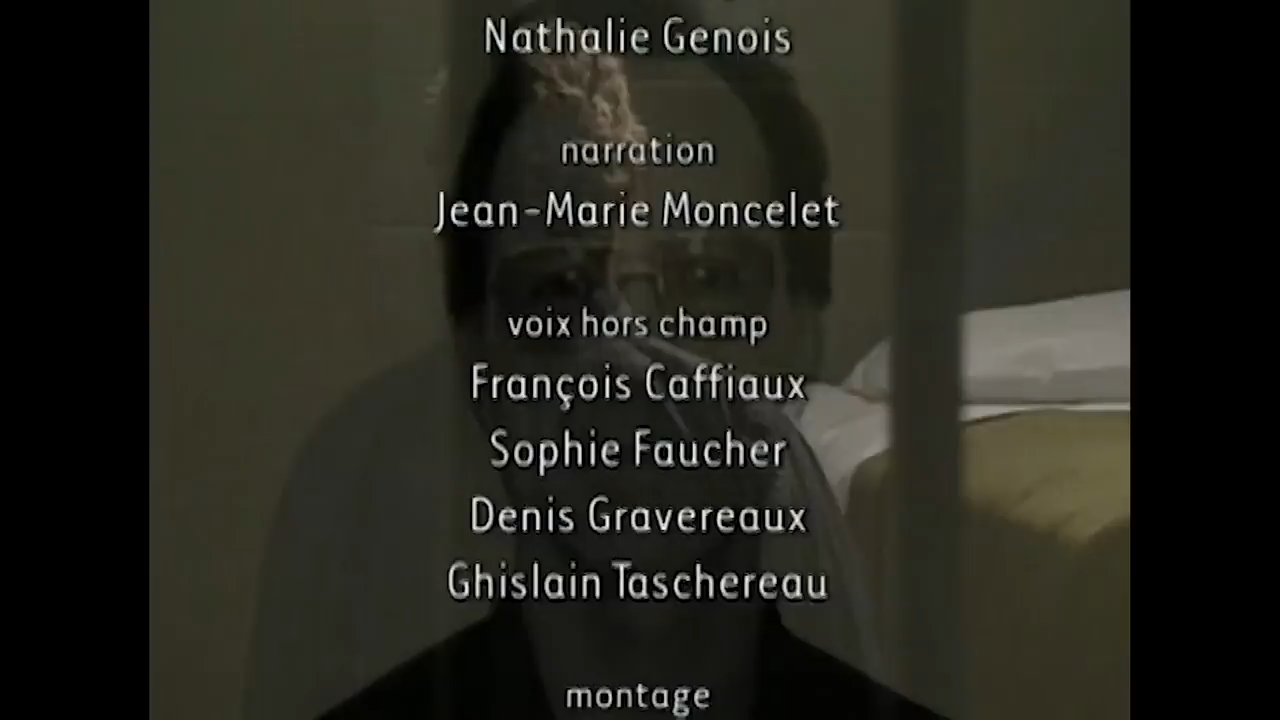 Nathalie Genois
narration
Jean-Marie Moncelet
voix hors champ
François Caffiaux
Sophie Faucher
Denis Gravereaux
Ghislain Taschereau
montage